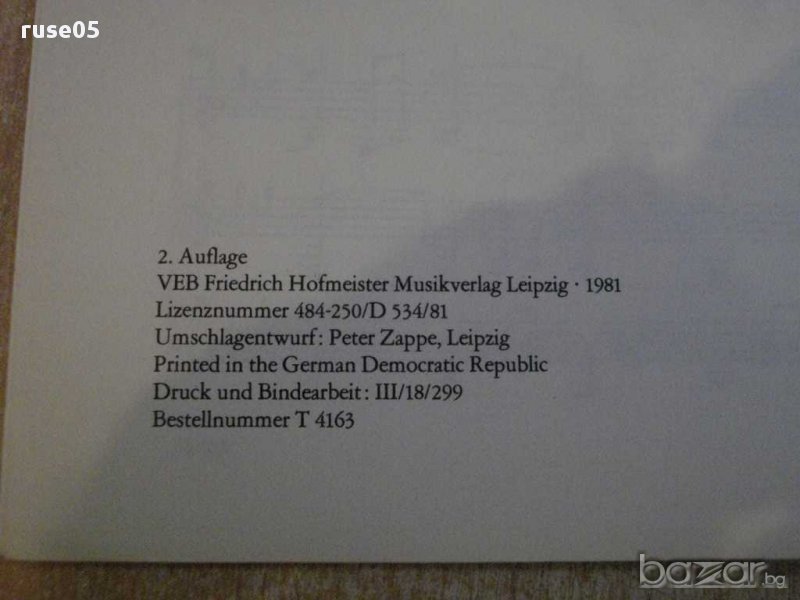 ruse05
2. Auflage
VEB Friedrich Hofmeister Musikverlag Leipzig · 1981
Lizenznummer 484-250/D 534/81
Umschlagentwurf: Peter Zappe, Leipzig
Printed in the German Democratic Republic
Druck und Bindearbeit: III/18/299
Bestellnummer T 4163
bazar.bg